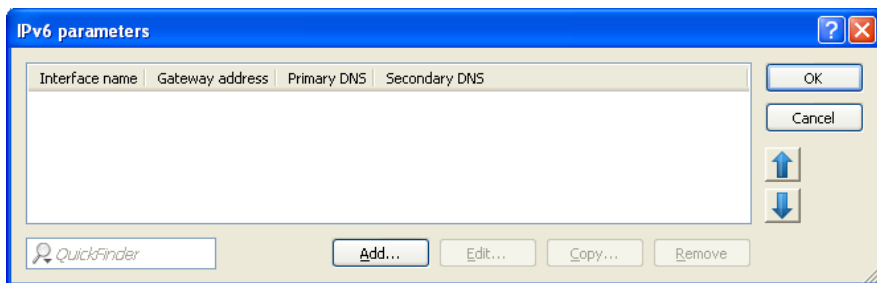 IPv6 parameters
Interface name Gateway address Primary DNS Secondary DNS
OK
Cancel
QuickFinder
Add... Edit... Copy... Remove